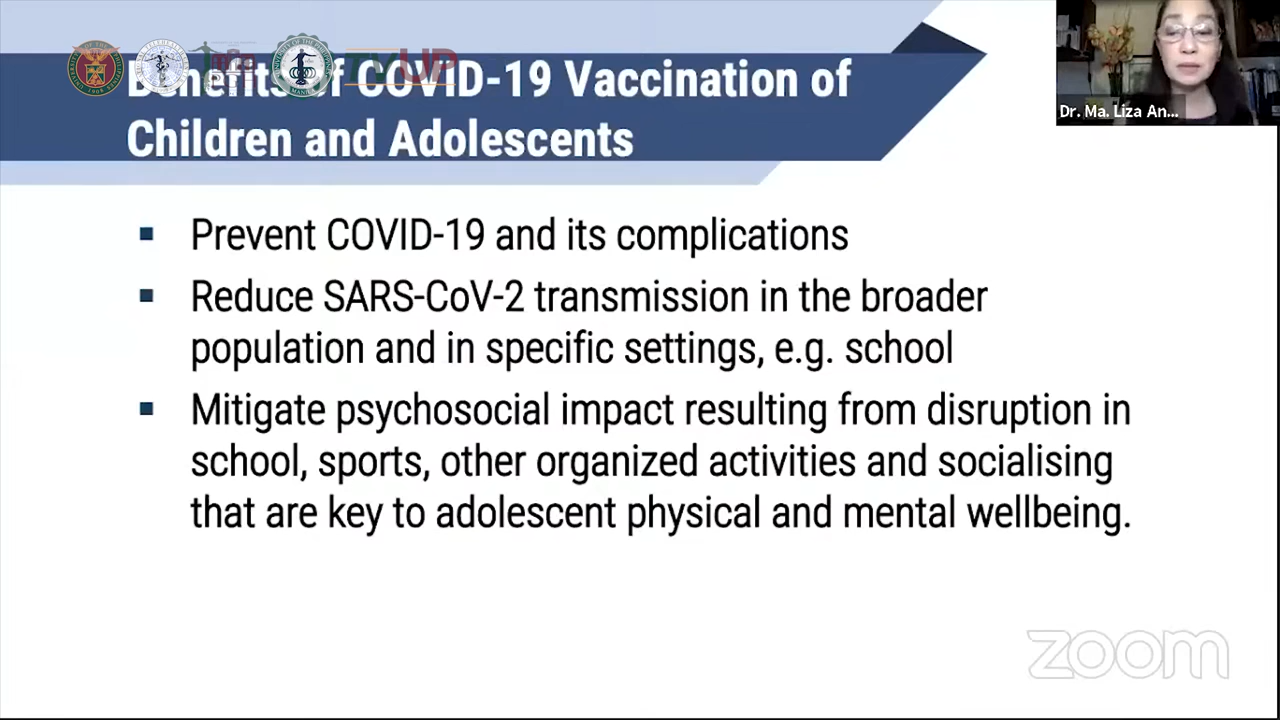 Benefits of COVID-19 Vaccination of
Children and Adolescents
Dr. Ma. Liza An...
▪ Prevent COVID-19 and its complications
▪ Reduce SARS-CoV-2 transmission in the broader
population and in specific settings, e.g. school
▪ Mitigate psychosocial impact resulting from disruption in
school, sports, other organized activities and socialising
that are key to adolescent physical and mental wellbeing.
zoom